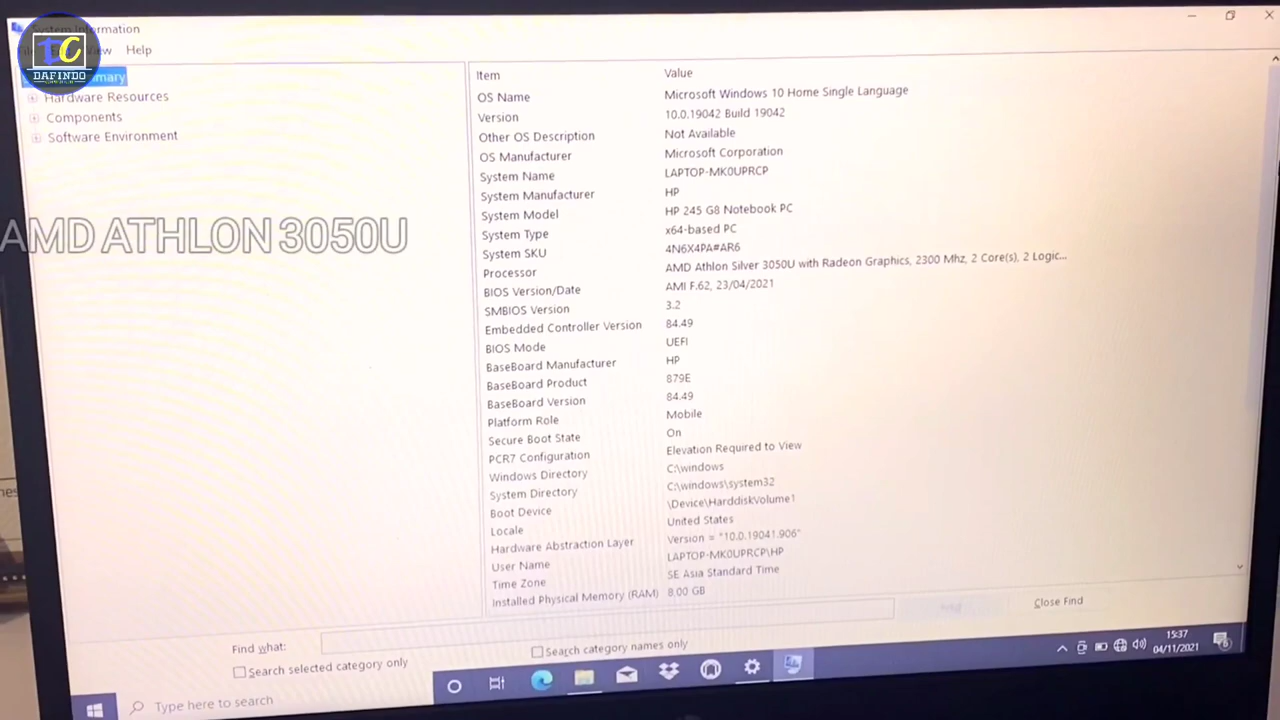 System Information
View Help
tC
DAFINDO
Summary
Hardware Resources
Components
Software Environment
AMD ATHLON 3050U
Item Value
OS Name Microsoft Windows 10 Home Single Language
Version 10.0.19042 Build 19042
Other OS Description Not Available
OS Manufacturer Microsoft Corporation
System Name LAPTOP-MK0UPRCP
System Manufacturer HP
System Model HP 245 G8 Notebook PC
System Type x64-based PC
System SKU 4N6X4PA#AR6
Processor AMD Athlon Silver 3050U with Radeon Graphics, 2300 Mhz, 2 Core(s), 2 Logic...
BIOS Version/Date AMI F.62, 23/04/2021
SMBIOS Version 3.2
Embedded Controller Version 84.49
BIOS Mode UEFI
BaseBoard Manufacturer HP
BaseBoard Product 879E
BaseBoard Version 84.49
Platform Role Mobile
Secure Boot State On
PCR7 Configuration Elevation Required to View
Windows Directory C:\windows
System Directory C:\windows\system32
Boot Device \Device\HarddiskVolume1
Locale United States
Hardware Abstraction Layer Version = "10.0.19041.906"
User Name LAPTOP-MK0UPRCP\HP
Time Zone SE Asia Standard Time
Installed Physical Memory (RAM) 8.00 GB
Find what: Find Close Find
Search selected category only Search category names only
Type here to search
15:37
04/11/2021